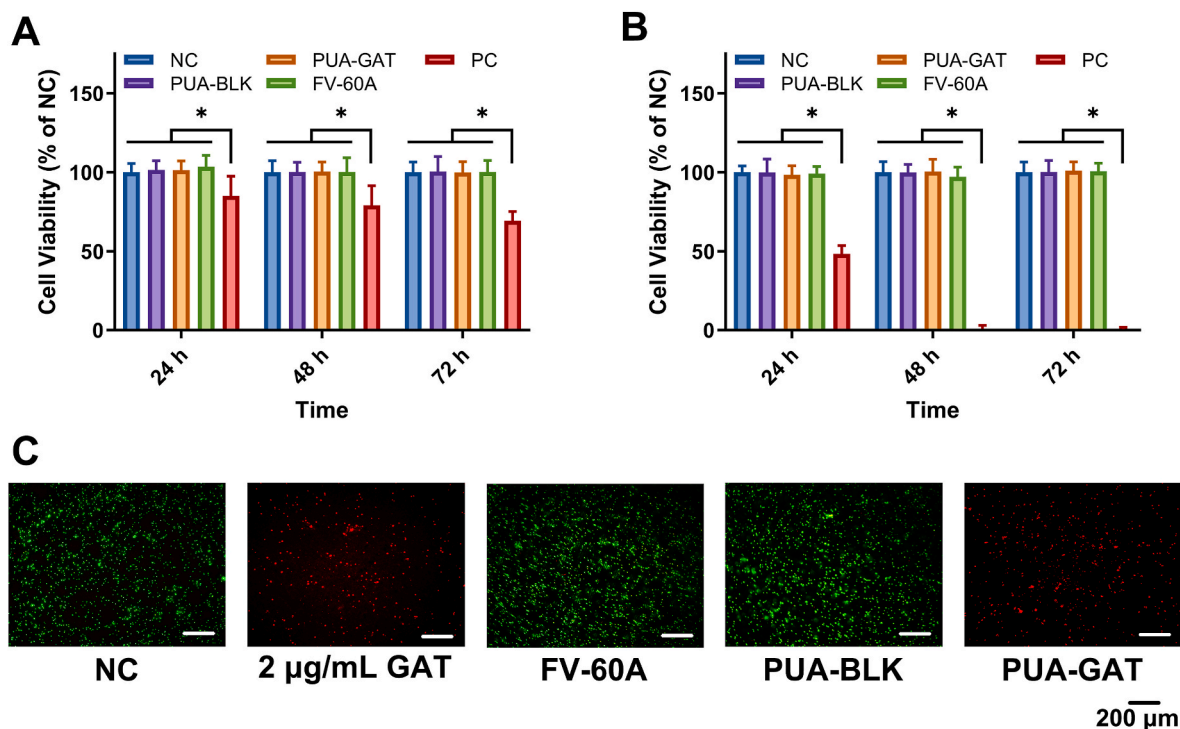 A
NC
PUA-GAT
PC
PUA-BLK
FV-60A
Cell Viability (% of NC)
150
100
50
0
*
*
*
24 h
48 h
72 h
Time
B
NC
PUA-GAT
PC
PUA-BLK
FV-60A
Cell Viability (% of NC)
150
100
50
0
*
*
*
24 h
48 h
72 h
Time
C
NC
2 μg/mL GAT
FV-60A
PUA-BLK
PUA-GAT
200 μm